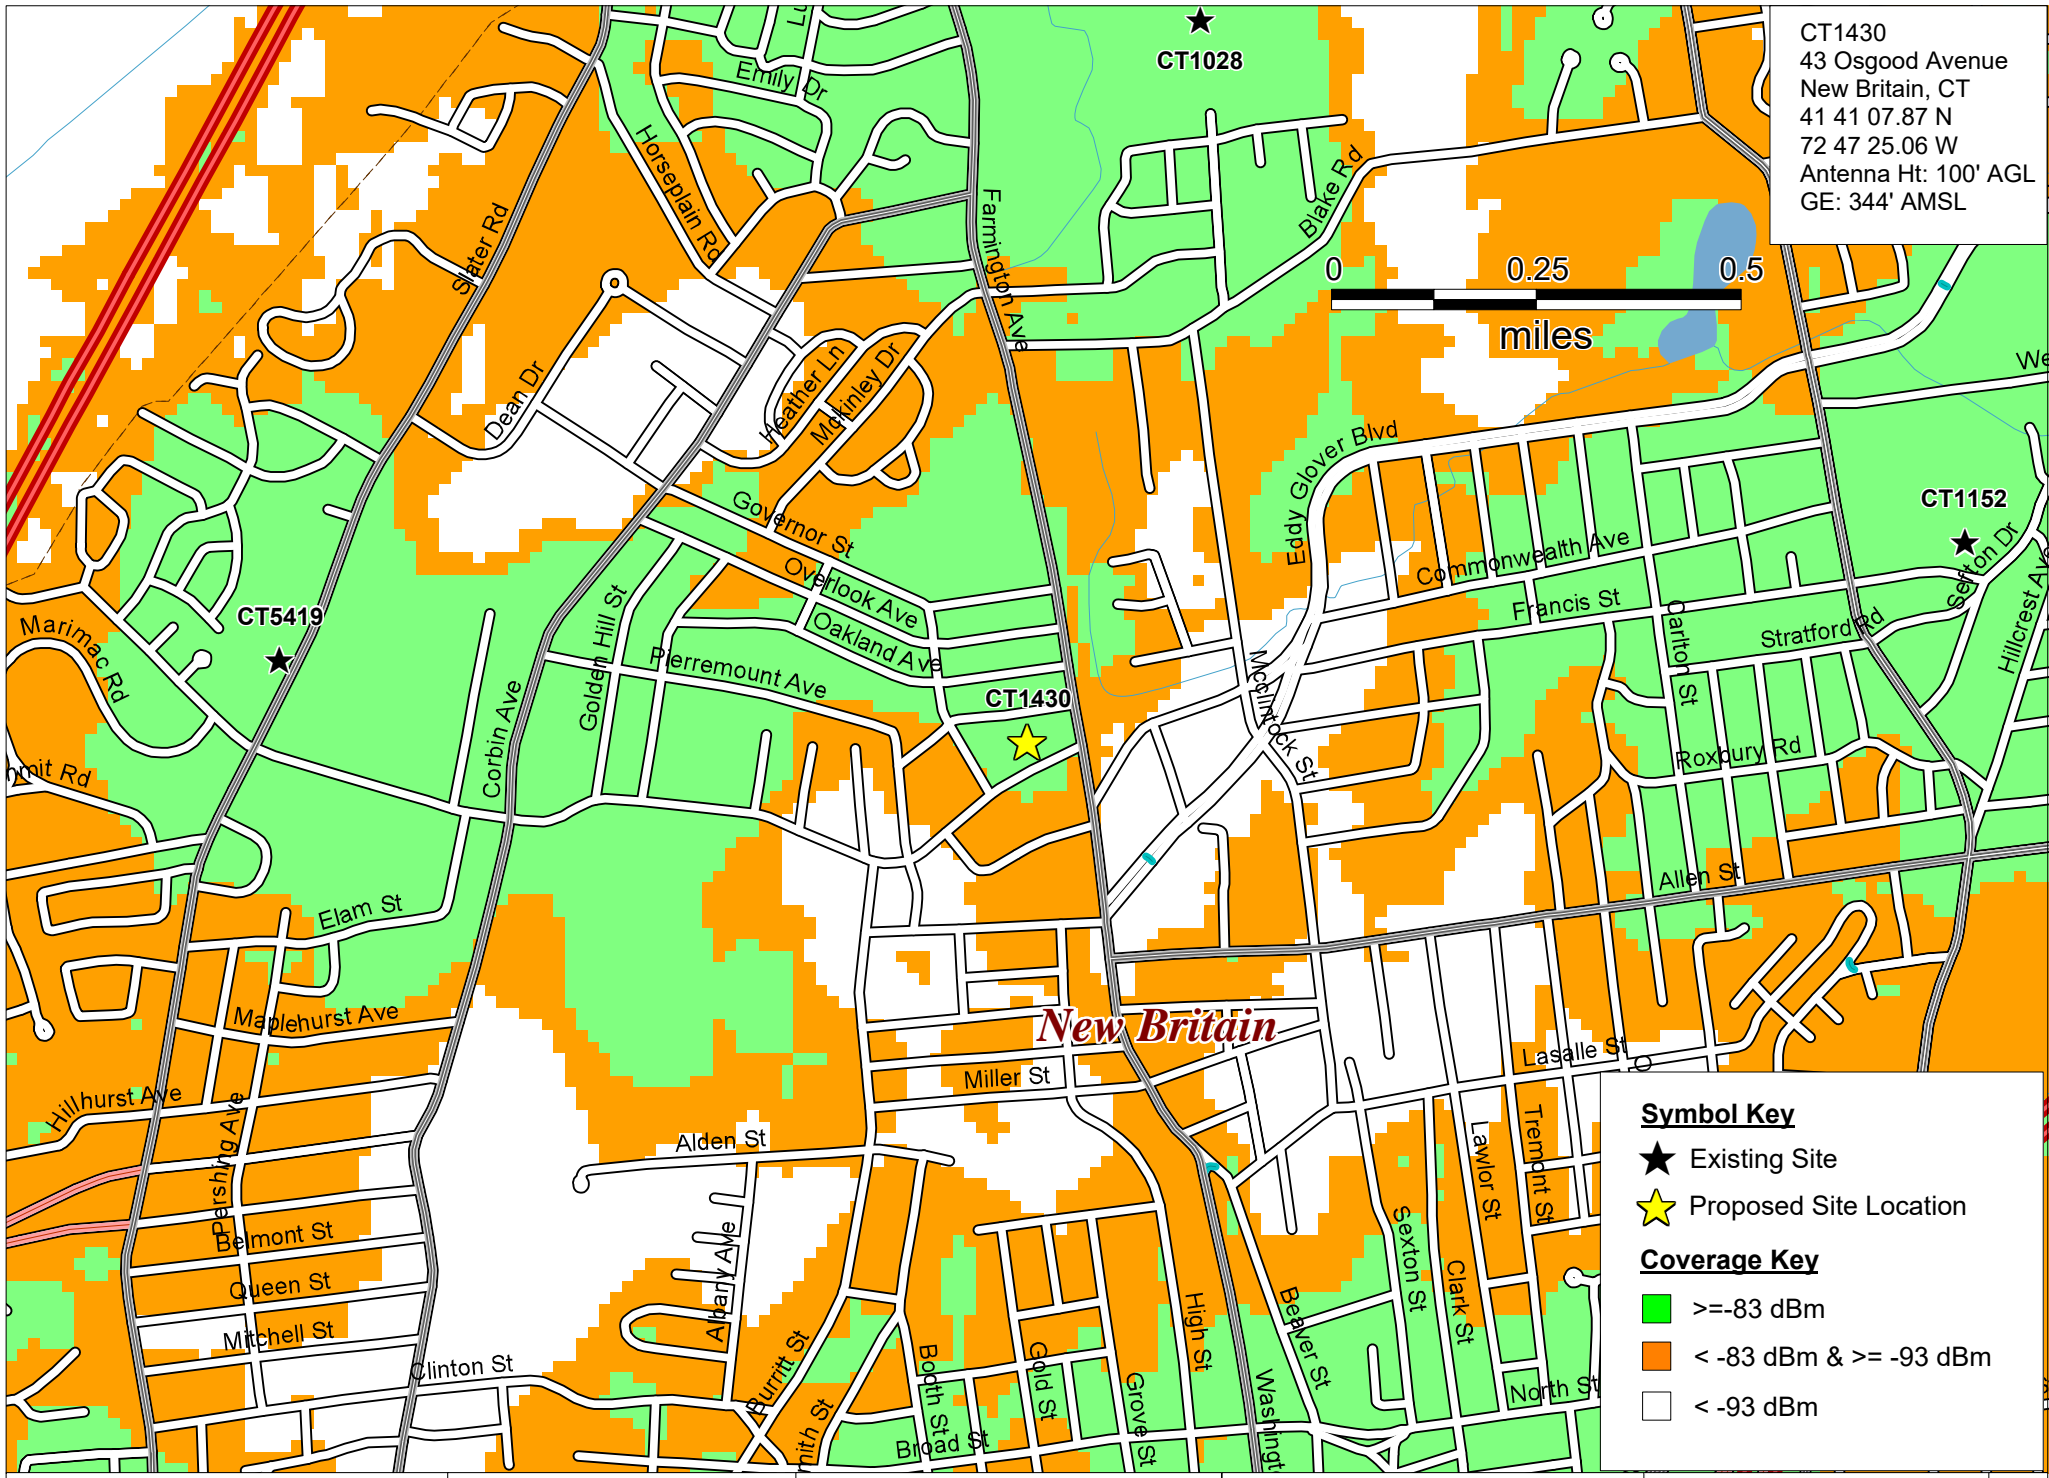 CT1430
43 Osgood Avenue
New Britain, CT
41 41 07.87 N
72 47 25.06 W
Antenna Ht: 100' AGL
GE: 344' AMSL
CT1028
Emily Dr
Horseplain Rd
Slater Rd
Farmington Ave
Blake Rd
0 0.25 0.5
miles
Dean Dr
Heather Ln
Mckinley Dr
Ebpy Glover Blvd
CT1152
Governor St
Overlook Ave
Oakland Ave
Commonwealth Ave
Francis St
Sefton Dr
Stratford Rd
Hillcrest Ave
Carlton St
CT5419
Marimac Rd
Golden Hill St
Pierremount Ave
CT1430
Corbin Ave
Mcclintock St
Roxbury Rd
Allen St
Elam St
Maplehurst Ave
New Britain
Miller St
Lasalle St
Hillhurst Ave
Pershing Ave
Alden St
Belmont St
Queen St
Mitchell St
Clinton St
Albany Ave
Burritt St
Booth St
Broad St
Gold St
Grove St
High St
Beaver St
Sexton St
Clark St
Lawlor St
Tremont St
North St
Symbol Key
Existing Site
Proposed Site Location
Coverage Key
>=-83 dBm
< -83 dBm & >= -93 dBm
< -93 dBm